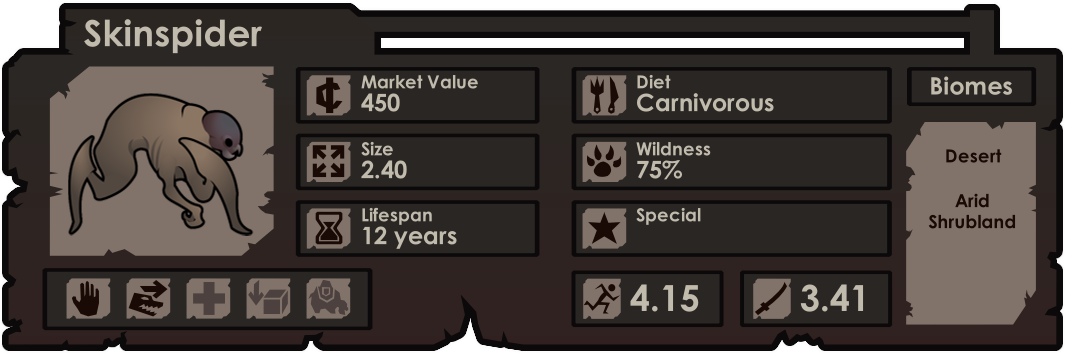 Skinspider
Market Value
450
Size
2.40
Lifespan
12 years
Diet
Carnivorous
Wildness
75%
Special
4.15
3.41
Biomes
Desert
Arid
Shrubland